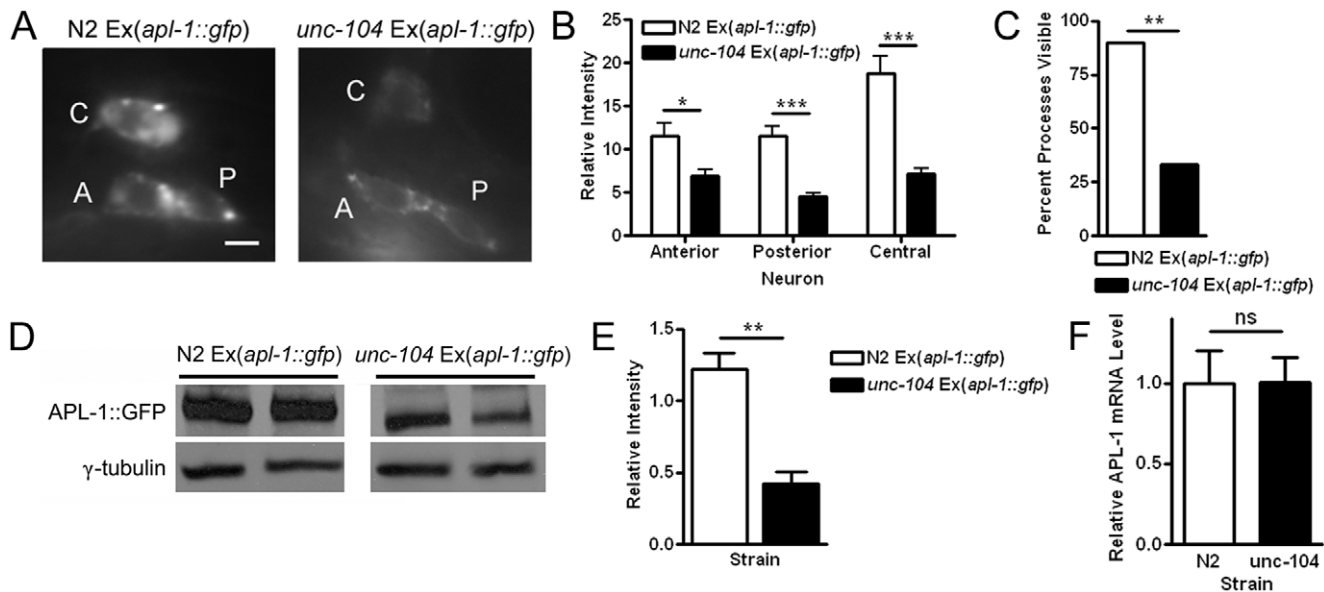 A
N2 Ex(apl-1::gfp)
unc-104 Ex(apl-1::gfp)
C
A
P
C
A
P
B
N2 Ex(apl-1::gfp)
unc-104 Ex(apl-1::gfp)
Relative Intensity
25
20
15
10
5
0
*
***
***
Anterior
Posterior
Central
Neuron
C
Percent Processes Visible
100
75
50
25
0
**
N2 Ex(apl-1::gfp)
unc-104 Ex(apl-1::gfp)
D
N2 Ex(apl-1::gfp)
unc-104 Ex(apl-1::gfp)
APL-1::GFP
γ-tubulin
E
Relative Intensity
1.5
1.0
0.5
0.0
**
Strain
N2 Ex(apl-1::gfp)
unc-104 Ex(apl-1::gfp)
F
Relative APL-1 mRNA Level
1.0
0.5
0.0
ns
N2
unc-104
Strain